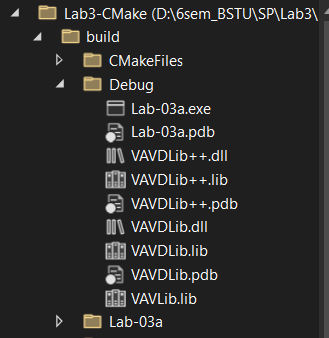 Lab3-CMake (D:\6sem_BSTU\SP\Lab3\
build
CMakeFiles
Debug
Lab-03a.exe
Lab-03a.pdb
VAVDLib++.dll
VAVDLib++.lib
VAVDLib++.pdb
VAVDLib.dll
VAVDLib.lib
VAVDLib.pdb
VAVLib.lib
Lab-03a